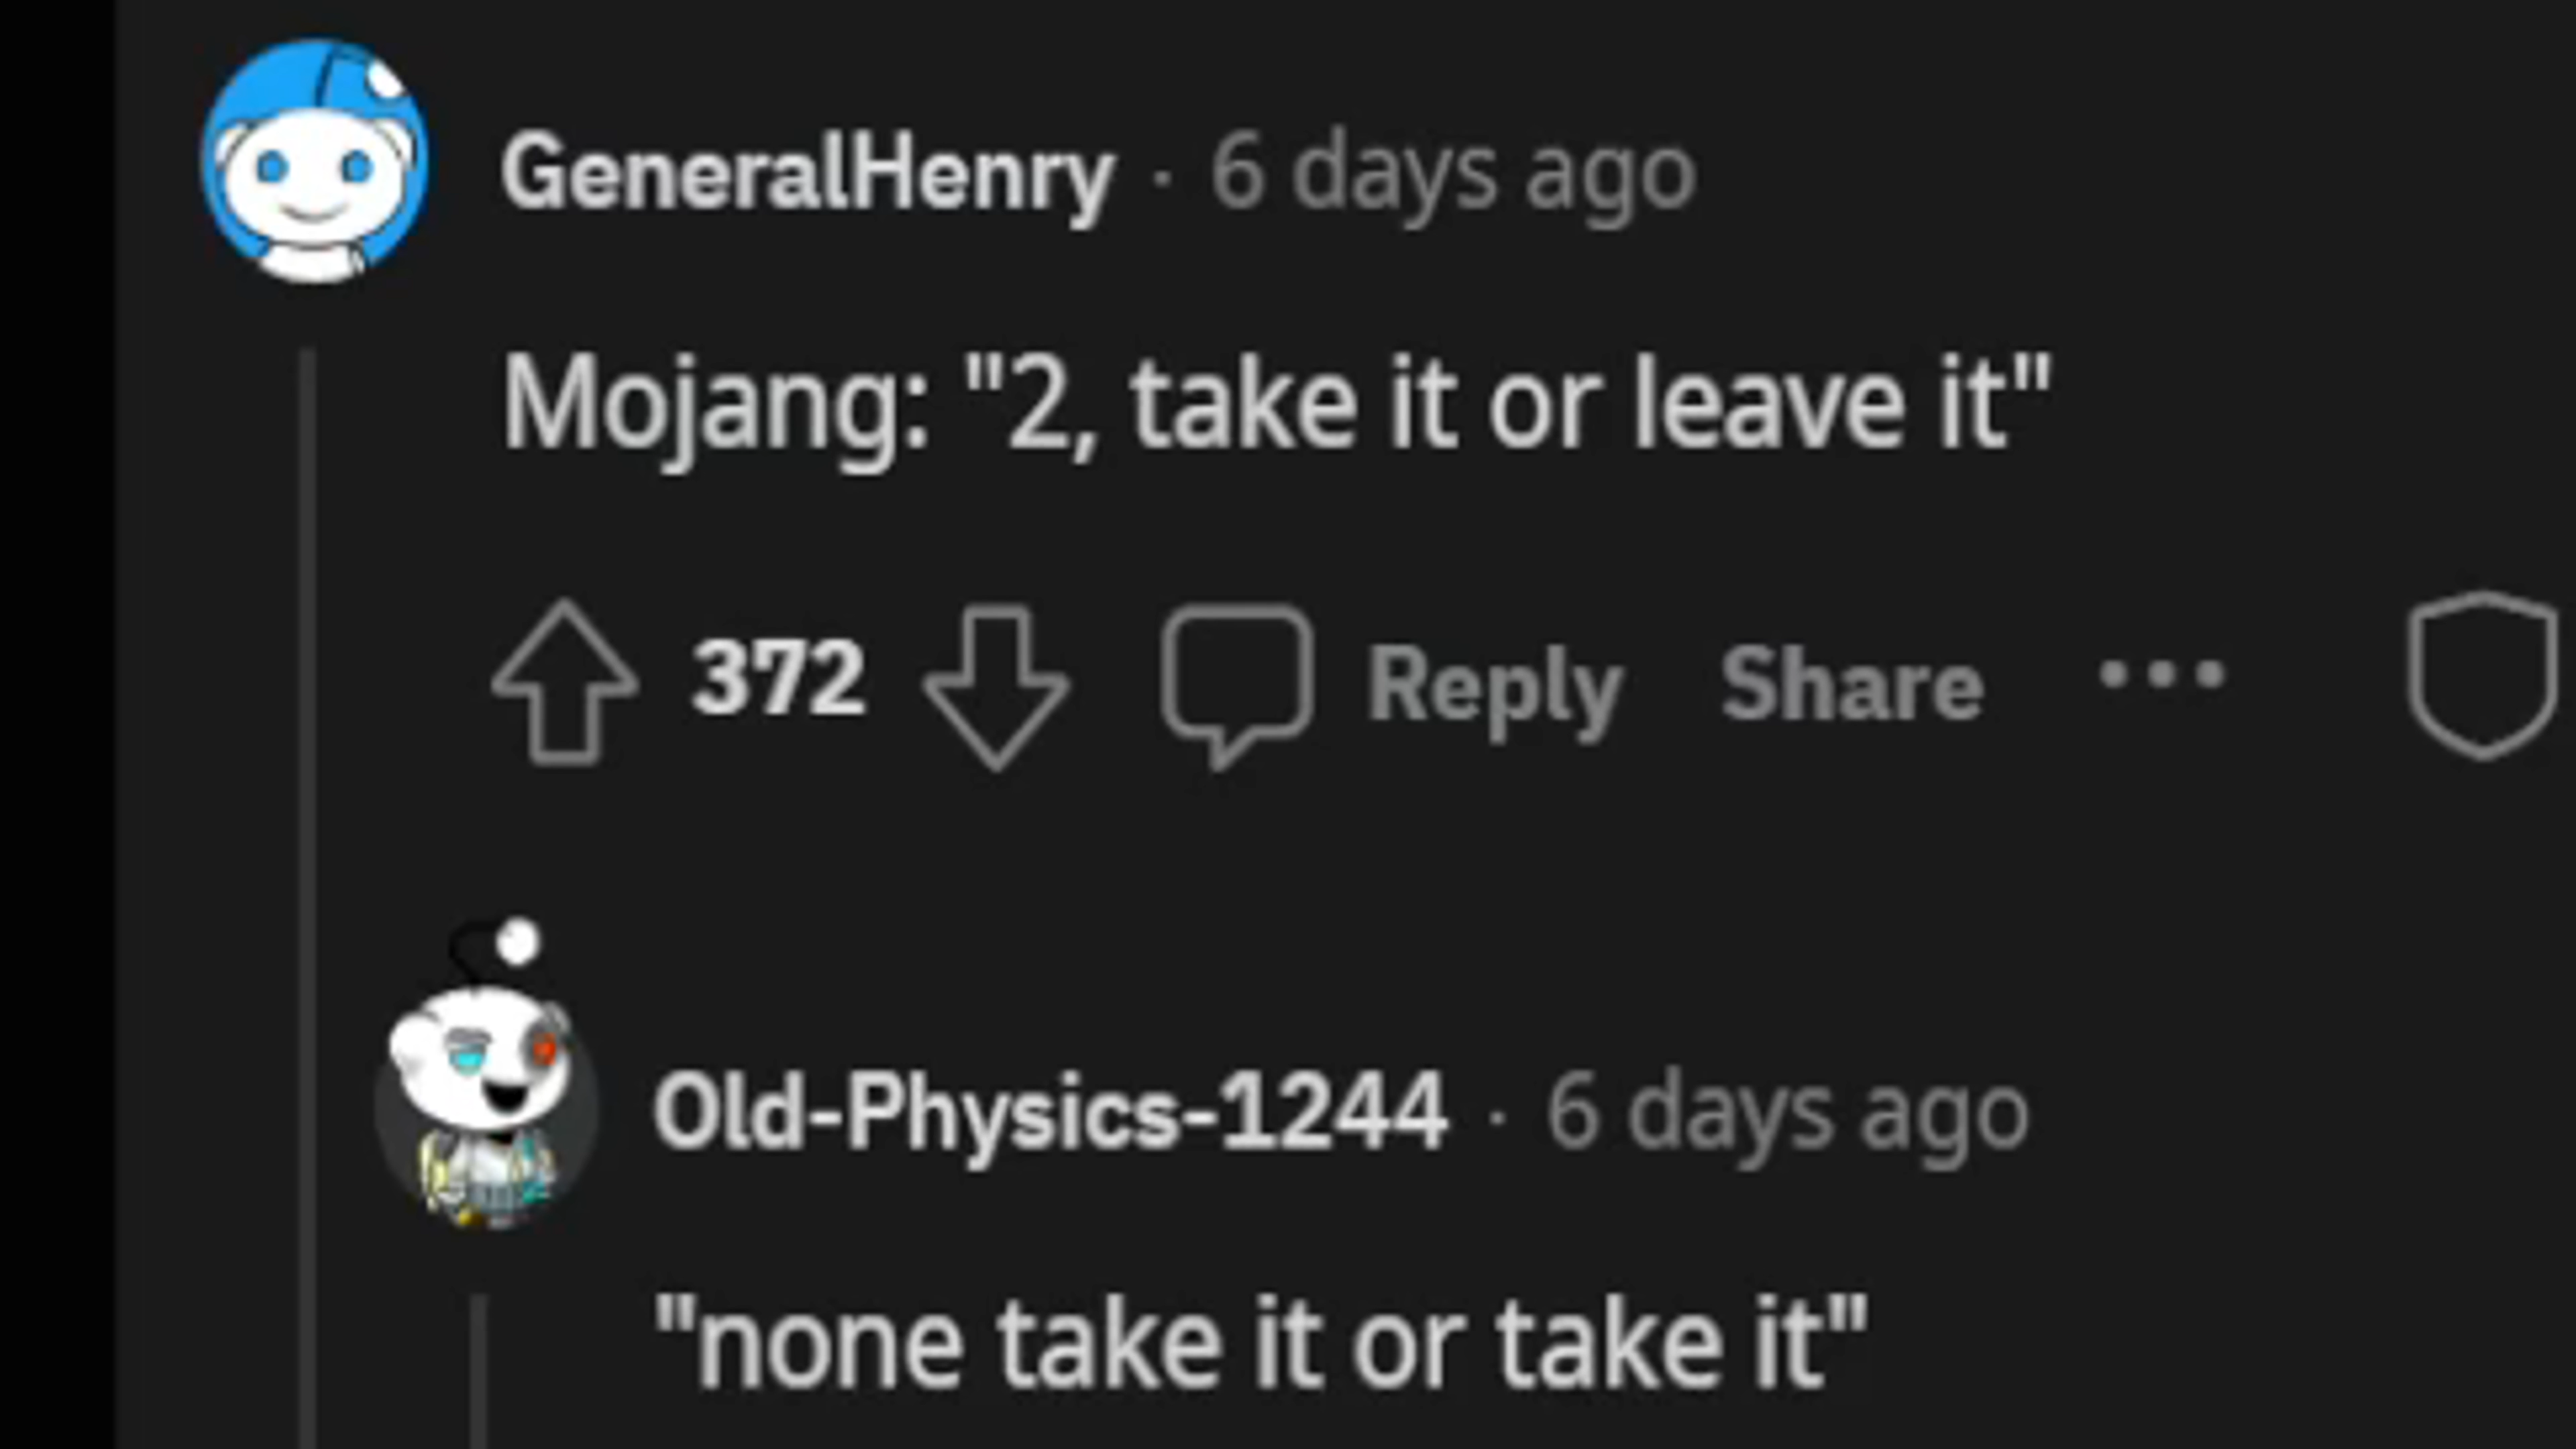 GeneralHenry · 6 days ago
Mojang: "2, take it or leave it"
372 Reply Share ...
Old-Physics-1244 · 6 days ago
"none take it or take it"